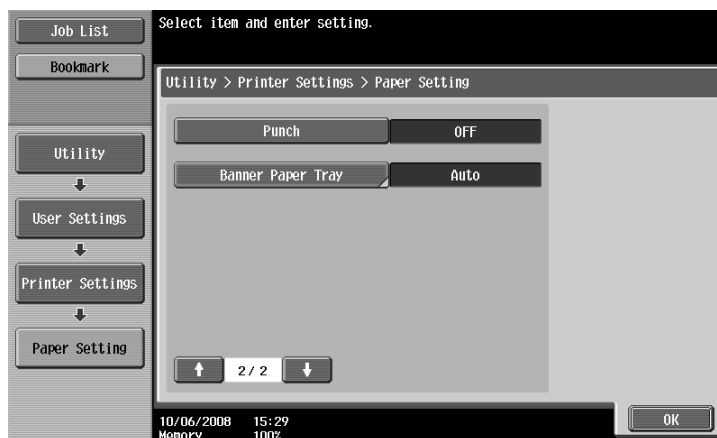 Job List
Bookmark
Select item and enter setting.
Utility > Printer Settings > Paper Setting
Utility
User Settings
Printer Settings
Paper Setting
Punch OFF
Banner Paper Tray Auto
2/2
10/06/2008 15:29
Memory 100%
OK